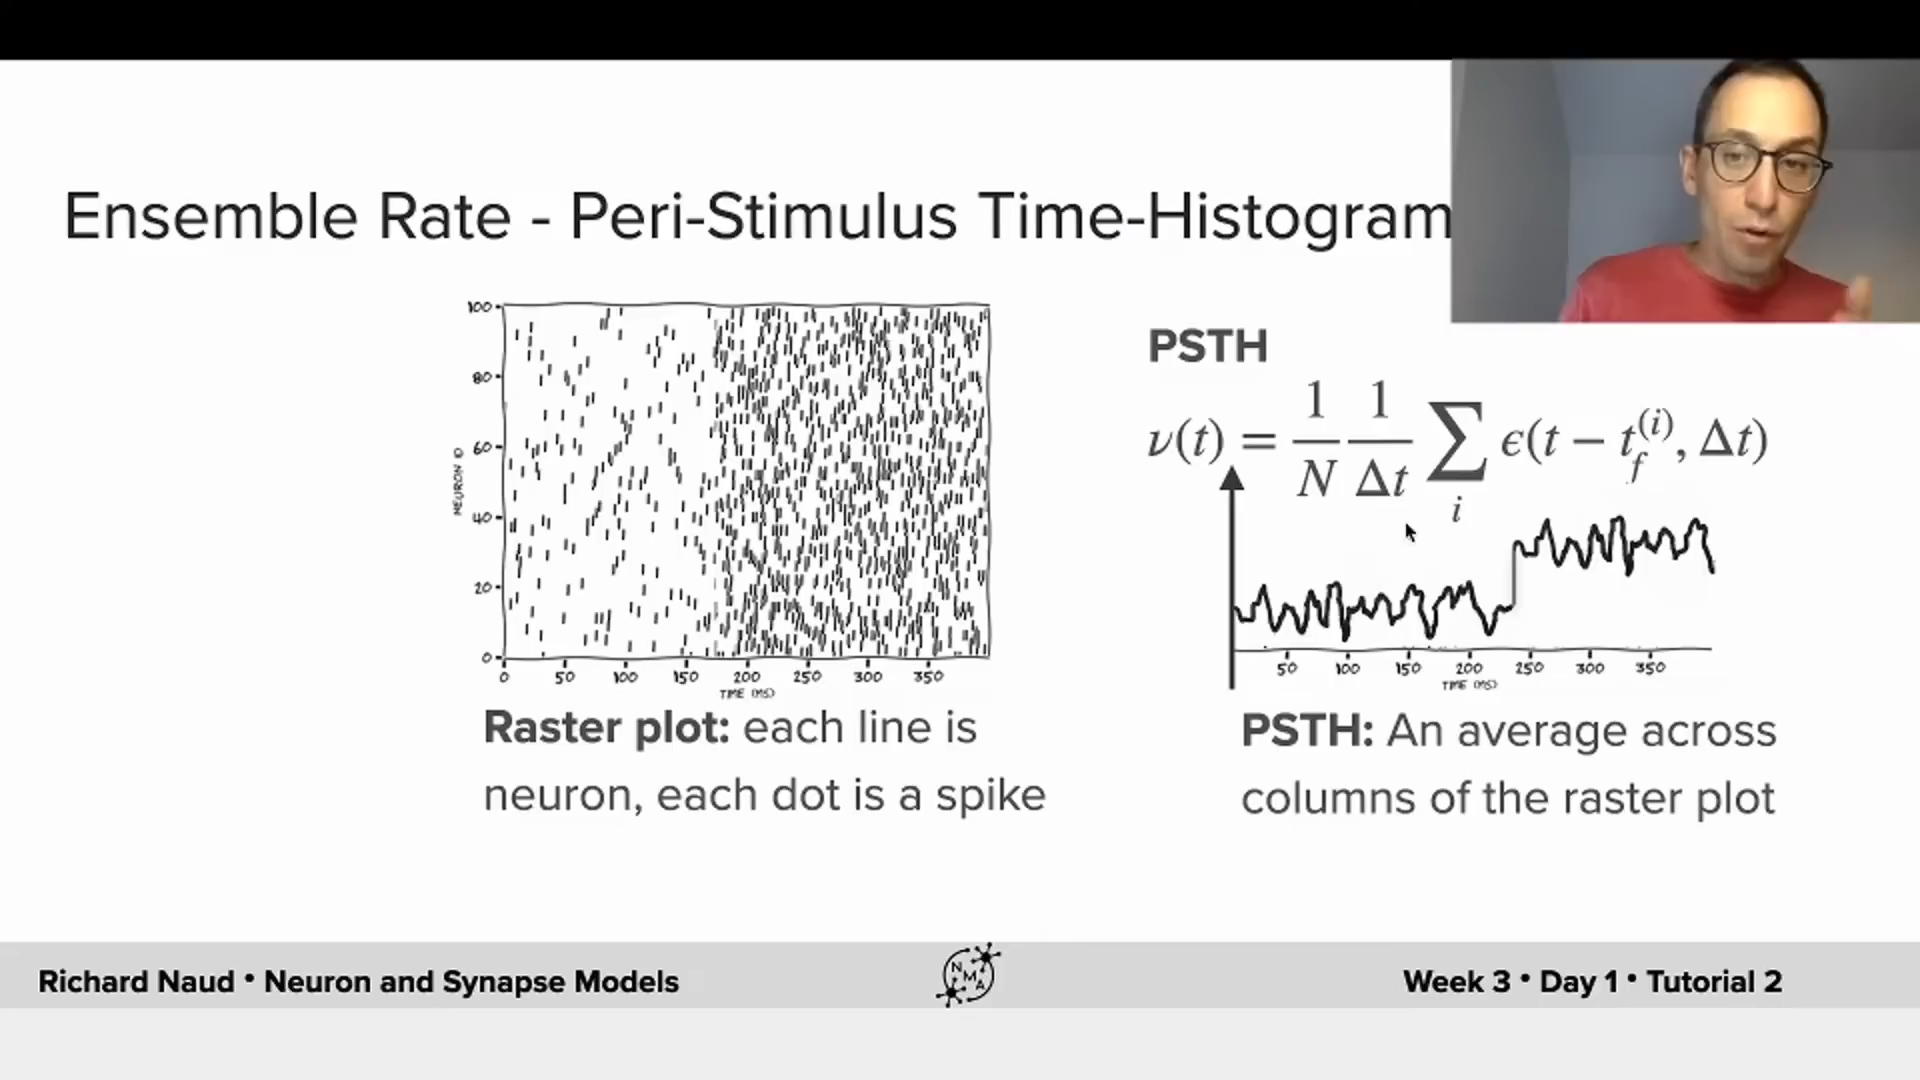 Ensemble Rate - Peri-Stimulus Time-Histogram
100
80
60
40
20
0
NEURON ID
0 50 100 150 200 250 300 350
TIME (MS)
Raster plot: each line is
neuron, each dot is a spike
PSTH
ν(t) = 1/N 1/Δt ∑_i ϵ(t − t_f^(i), Δt)
50 100 150 200 250 300 350
TIME (MS)
PSTH: An average across
columns of the raster plot
Richard Naud • Neuron and Synapse Models
NMA
Week 3 • Day 1 • Tutorial 2